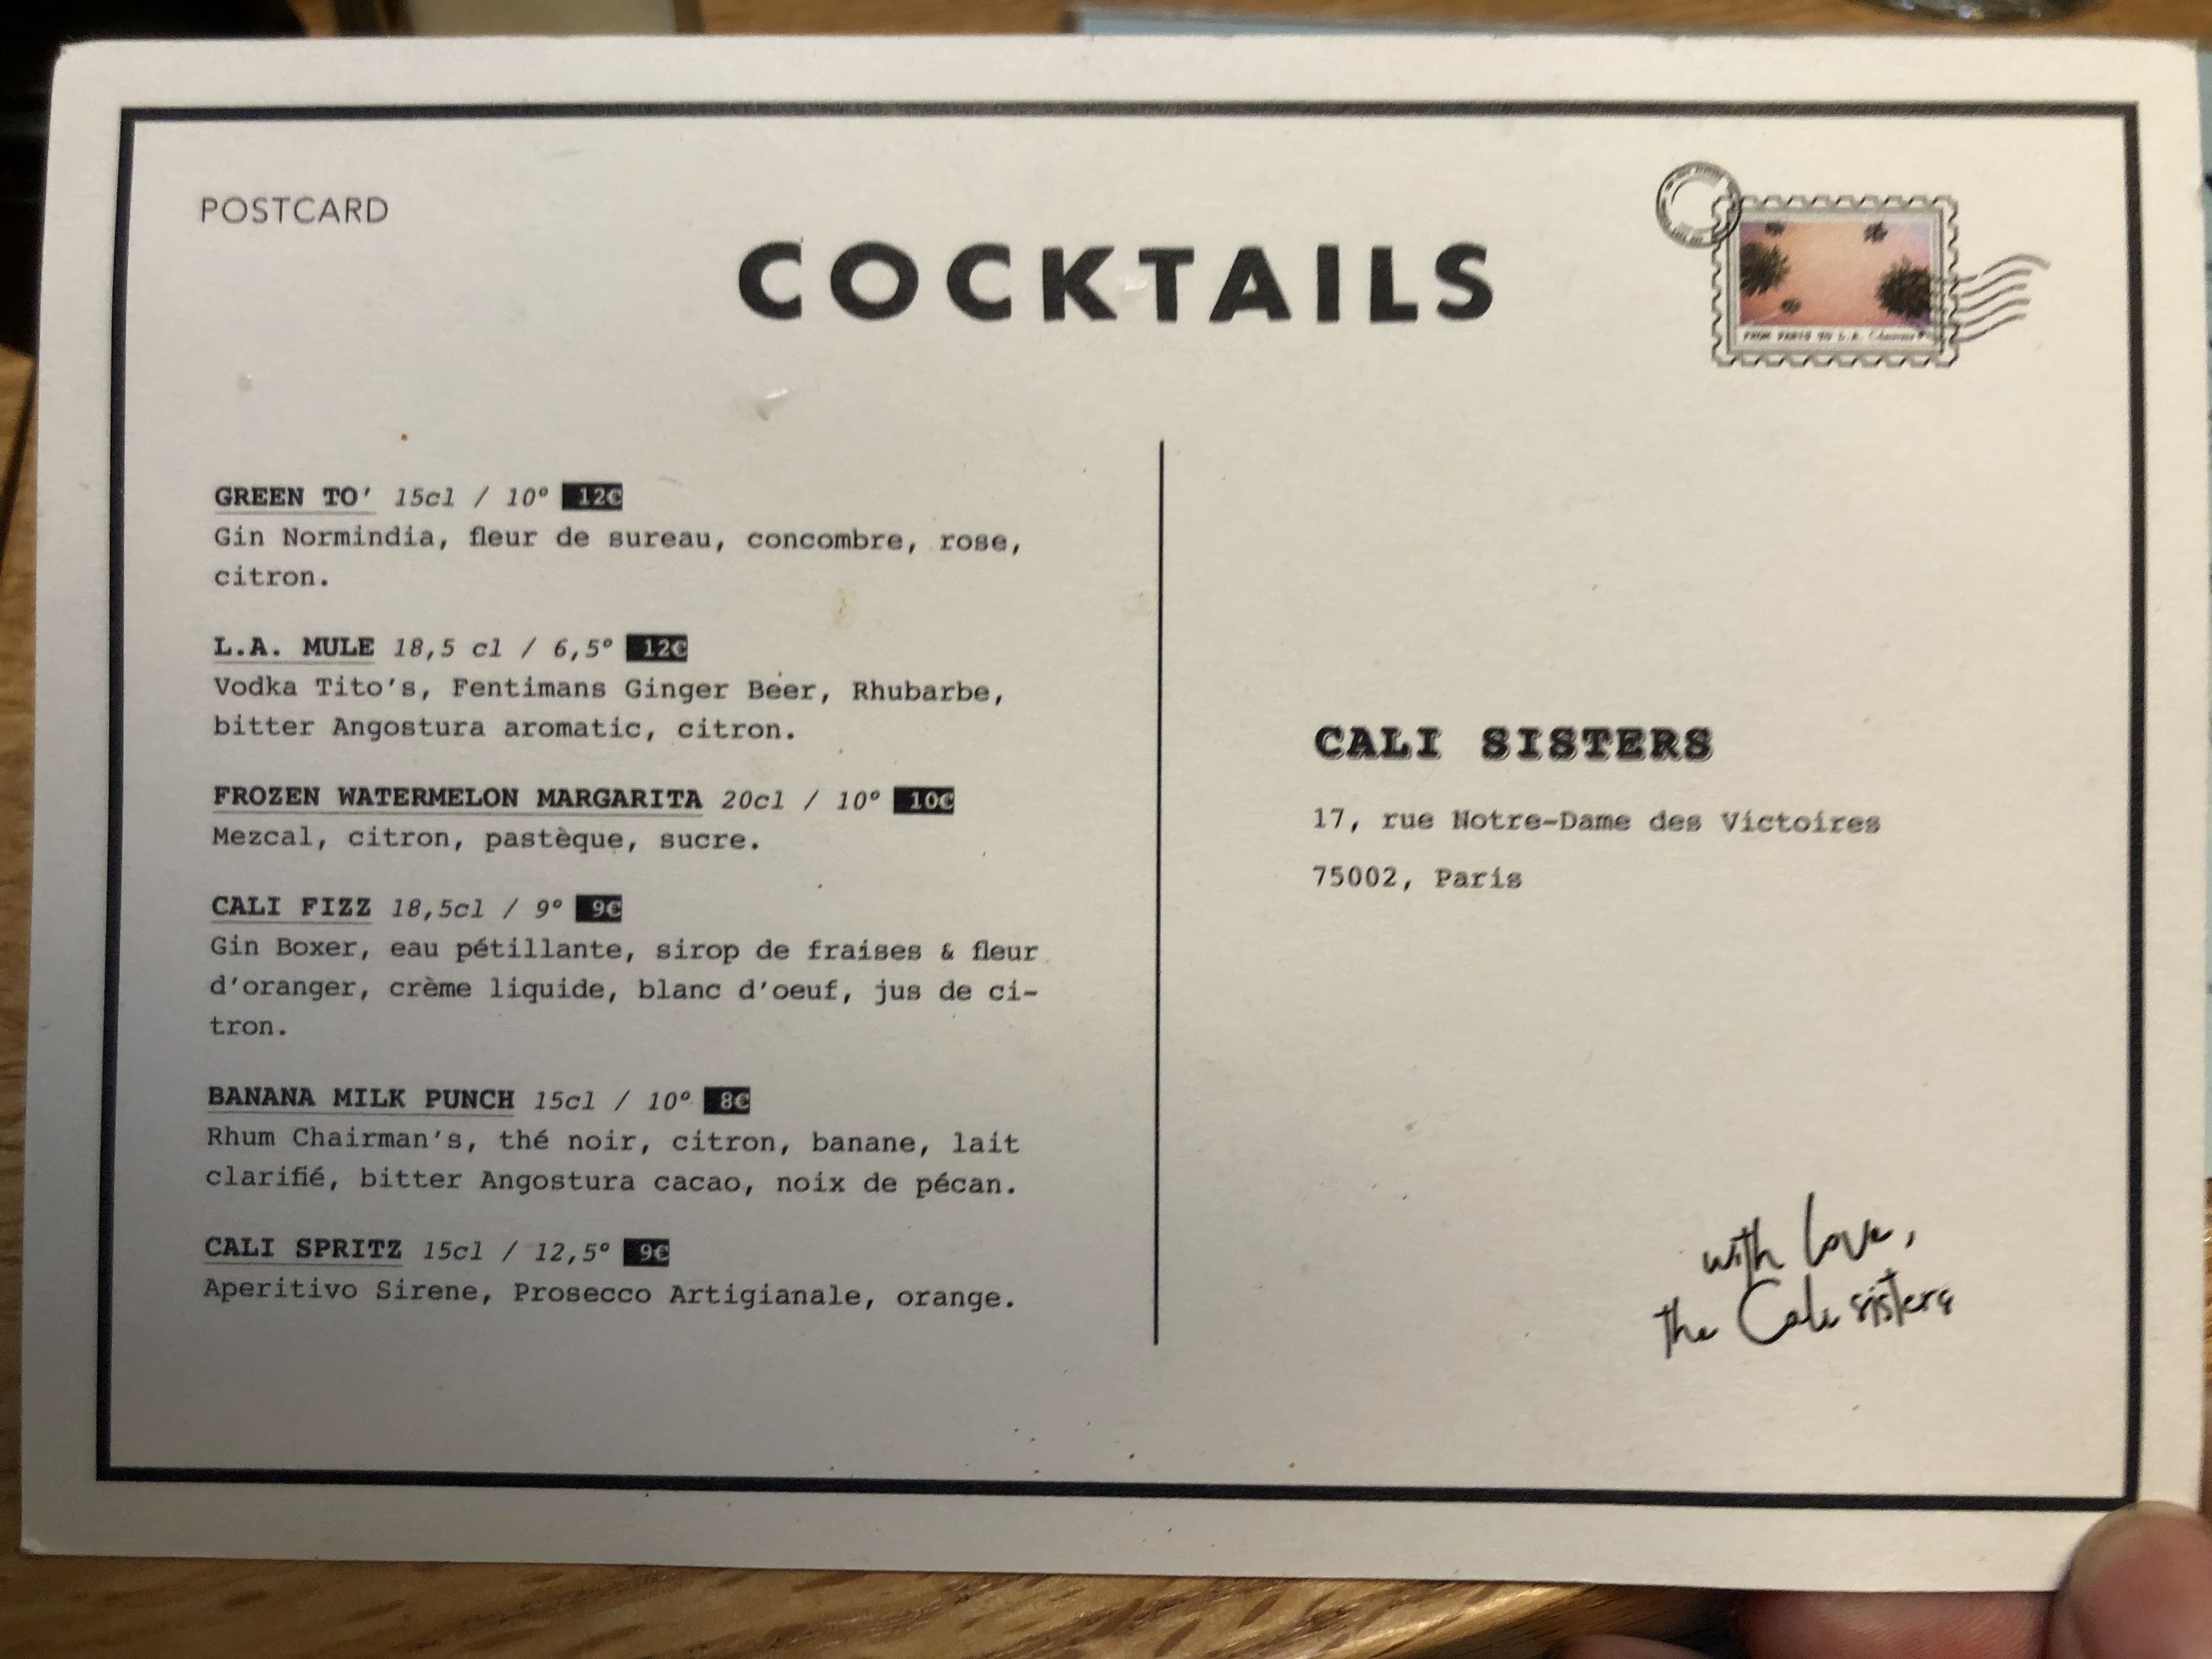 POSTCARD
COCKTAILS
FROM PARIS TO L.A.
GREEN TO' 15cl / 10° 12€
Gin Normindia, fleur de sureau, concombre, rose,
citron.
L.A. MULE 18,5 cl / 6,5° 12€
Vodka Tito's, Fentimans Ginger Beer, Rhubarbe,
bitter Angostura aromatic, citron.
FROZEN WATERMELON MARGARITA 20cl / 10° 10€
Mezcal, citron, pastèque, sucre.
CALI FIZZ 18,5cl / 9° 9€
Gin Boxer, eau pétillante, sirop de fraises & fleur
d'oranger, crème liquide, blanc d'oeuf, jus de ci-
tron.
BANANA MILK PUNCH 15cl / 10° 8€
Rhum Chairman's, thé noir, citron, banane, lait
clarifié, bitter Angostura cacao, noix de pécan.
CALI SPRITZ 15cl / 12,5° 9€
Aperitivo Sirene, Prosecco Artigianale, orange.
CALI SISTERS
17, rue Notre-Dame des Victoires
75002, Paris
with love,
the Cali sisters